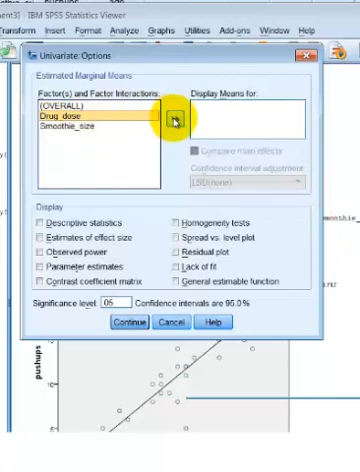 ment3] - IBM SPSS Statistics Viewer
Transform Insert Format Analyze Graphs Utilities Add-ons Window Help
Univariate: Options
Estimated Marginal Means
Factor(s) and Factor Interactions:
Display Means for:
(OVERALL)
Drug_dose
Smoothie_size
Compare main effects
Confidence interval adjustment:
LSD(none)
Display
Descriptive statistics
Homogeneity tests
Estimates of effect size
Spread vs. level plot
Observed power
Residual plot
Parameter estimates
Lack of fit
Contrast coefficient matrix
General estimable function
Significance level: .05 Confidence intervals are 95.0%
Continue Cancel Help
pushups
10
5